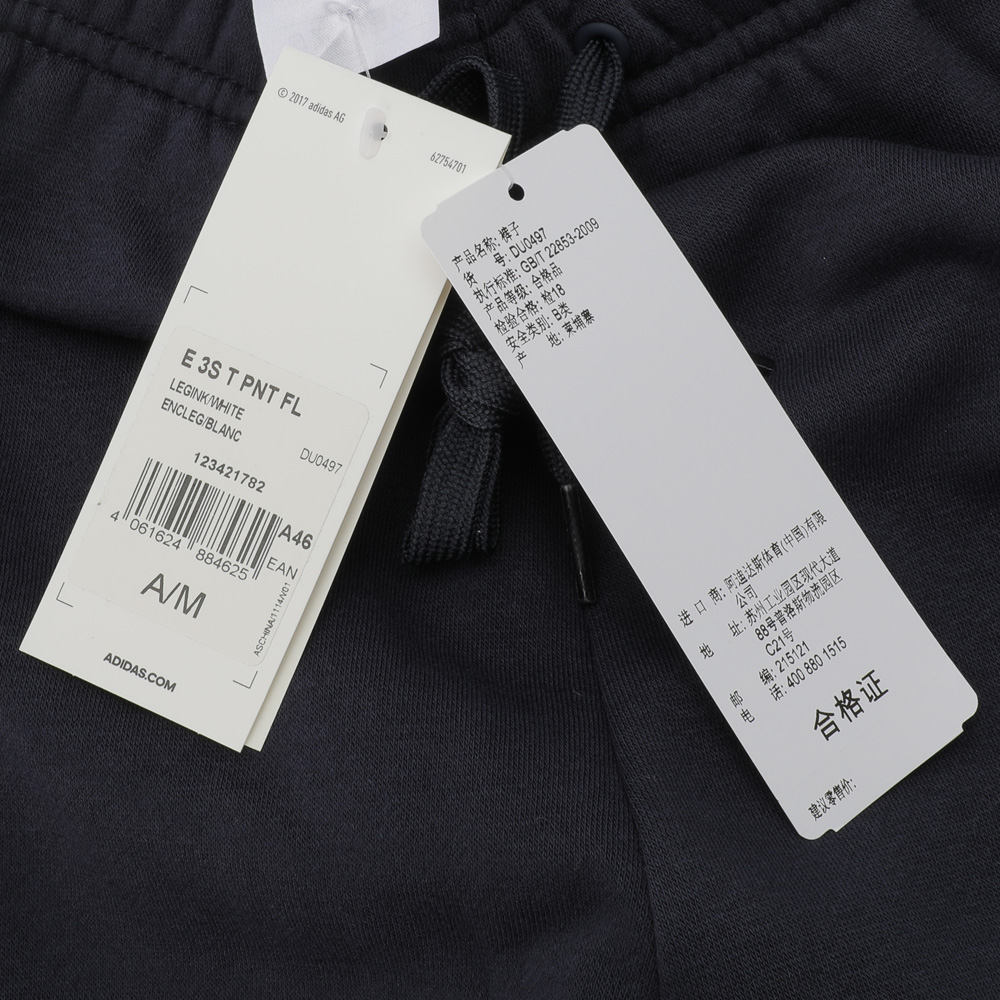 © 2017 adidas AG
62754701
E 3S T PNT FL
LEGINK/WHITE
ENCLEG/BLANC
DU0497
123421782
A46
4 061624 884625
EAN
A/M
ASCHINA/1114/V01
ADIDAS.COM
产品名称: 裤子
货 号: DU0497
执行标准: GB/T 22853-2009
产品等级: 合格品
检验合格: 检18
安全类别: B类
产 地: 柬埔寨
进 口 商: 阿迪达斯体育(中国)有限
公司
地 址: 苏州工业园区现代大道
88号普洛斯物流园区
C21号
邮 编: 215121
电 话: 400 880 1515
合格证
建议零售价: